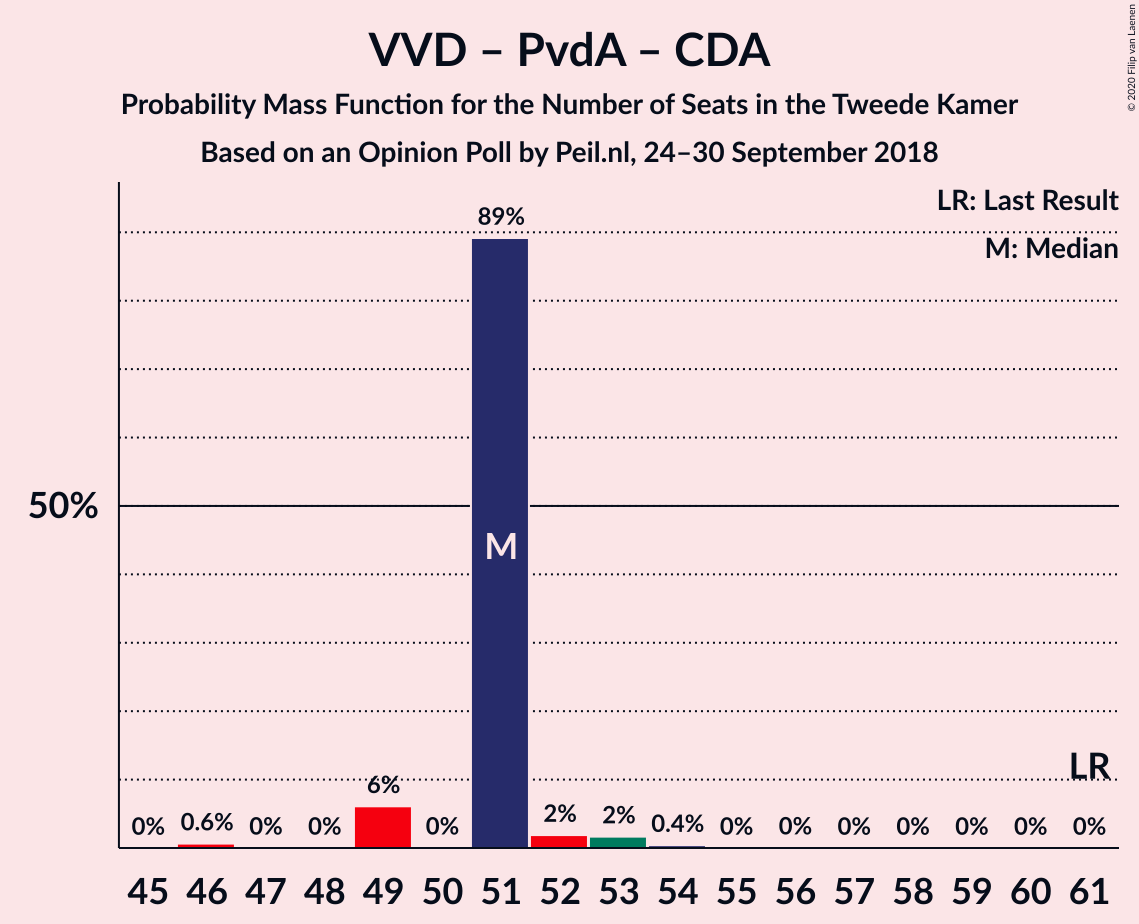 VVD – PvdA – CDA
Probability Mass Function for the Number of Seats in the Tweede Kamer
Based on an Opinion Poll by Peil.nl, 24–30 September 2018
© 2020 Filip van Laenen
LR: Last Result
M: Median
89%
50%
M
LR
0% 0.6% 0% 0% 6% 0% 2% 2% 0.4% 0% 0% 0% 0% 0% 0% 0%
45 46 47 48 49 50 51 52 53 54 55 56 57 58 59 60 61